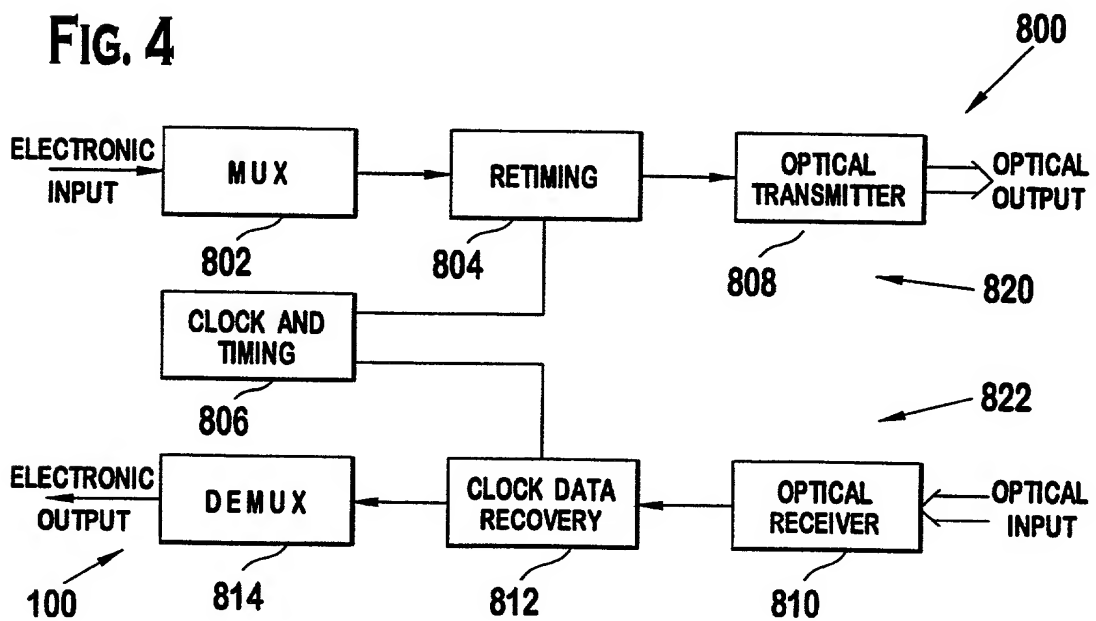 FIG. 4
800
ELECTRONIC
INPUT
MUX
802
RETIMING
804
OPTICAL
TRANSMITTER
808
OPTICAL
OUTPUT
820
CLOCK AND
TIMING
806
822
ELECTRONIC
OUTPUT
100
DEMUX
814
CLOCK DATA
RECOVERY
812
OPTICAL
RECEIVER
810
OPTICAL
INPUT